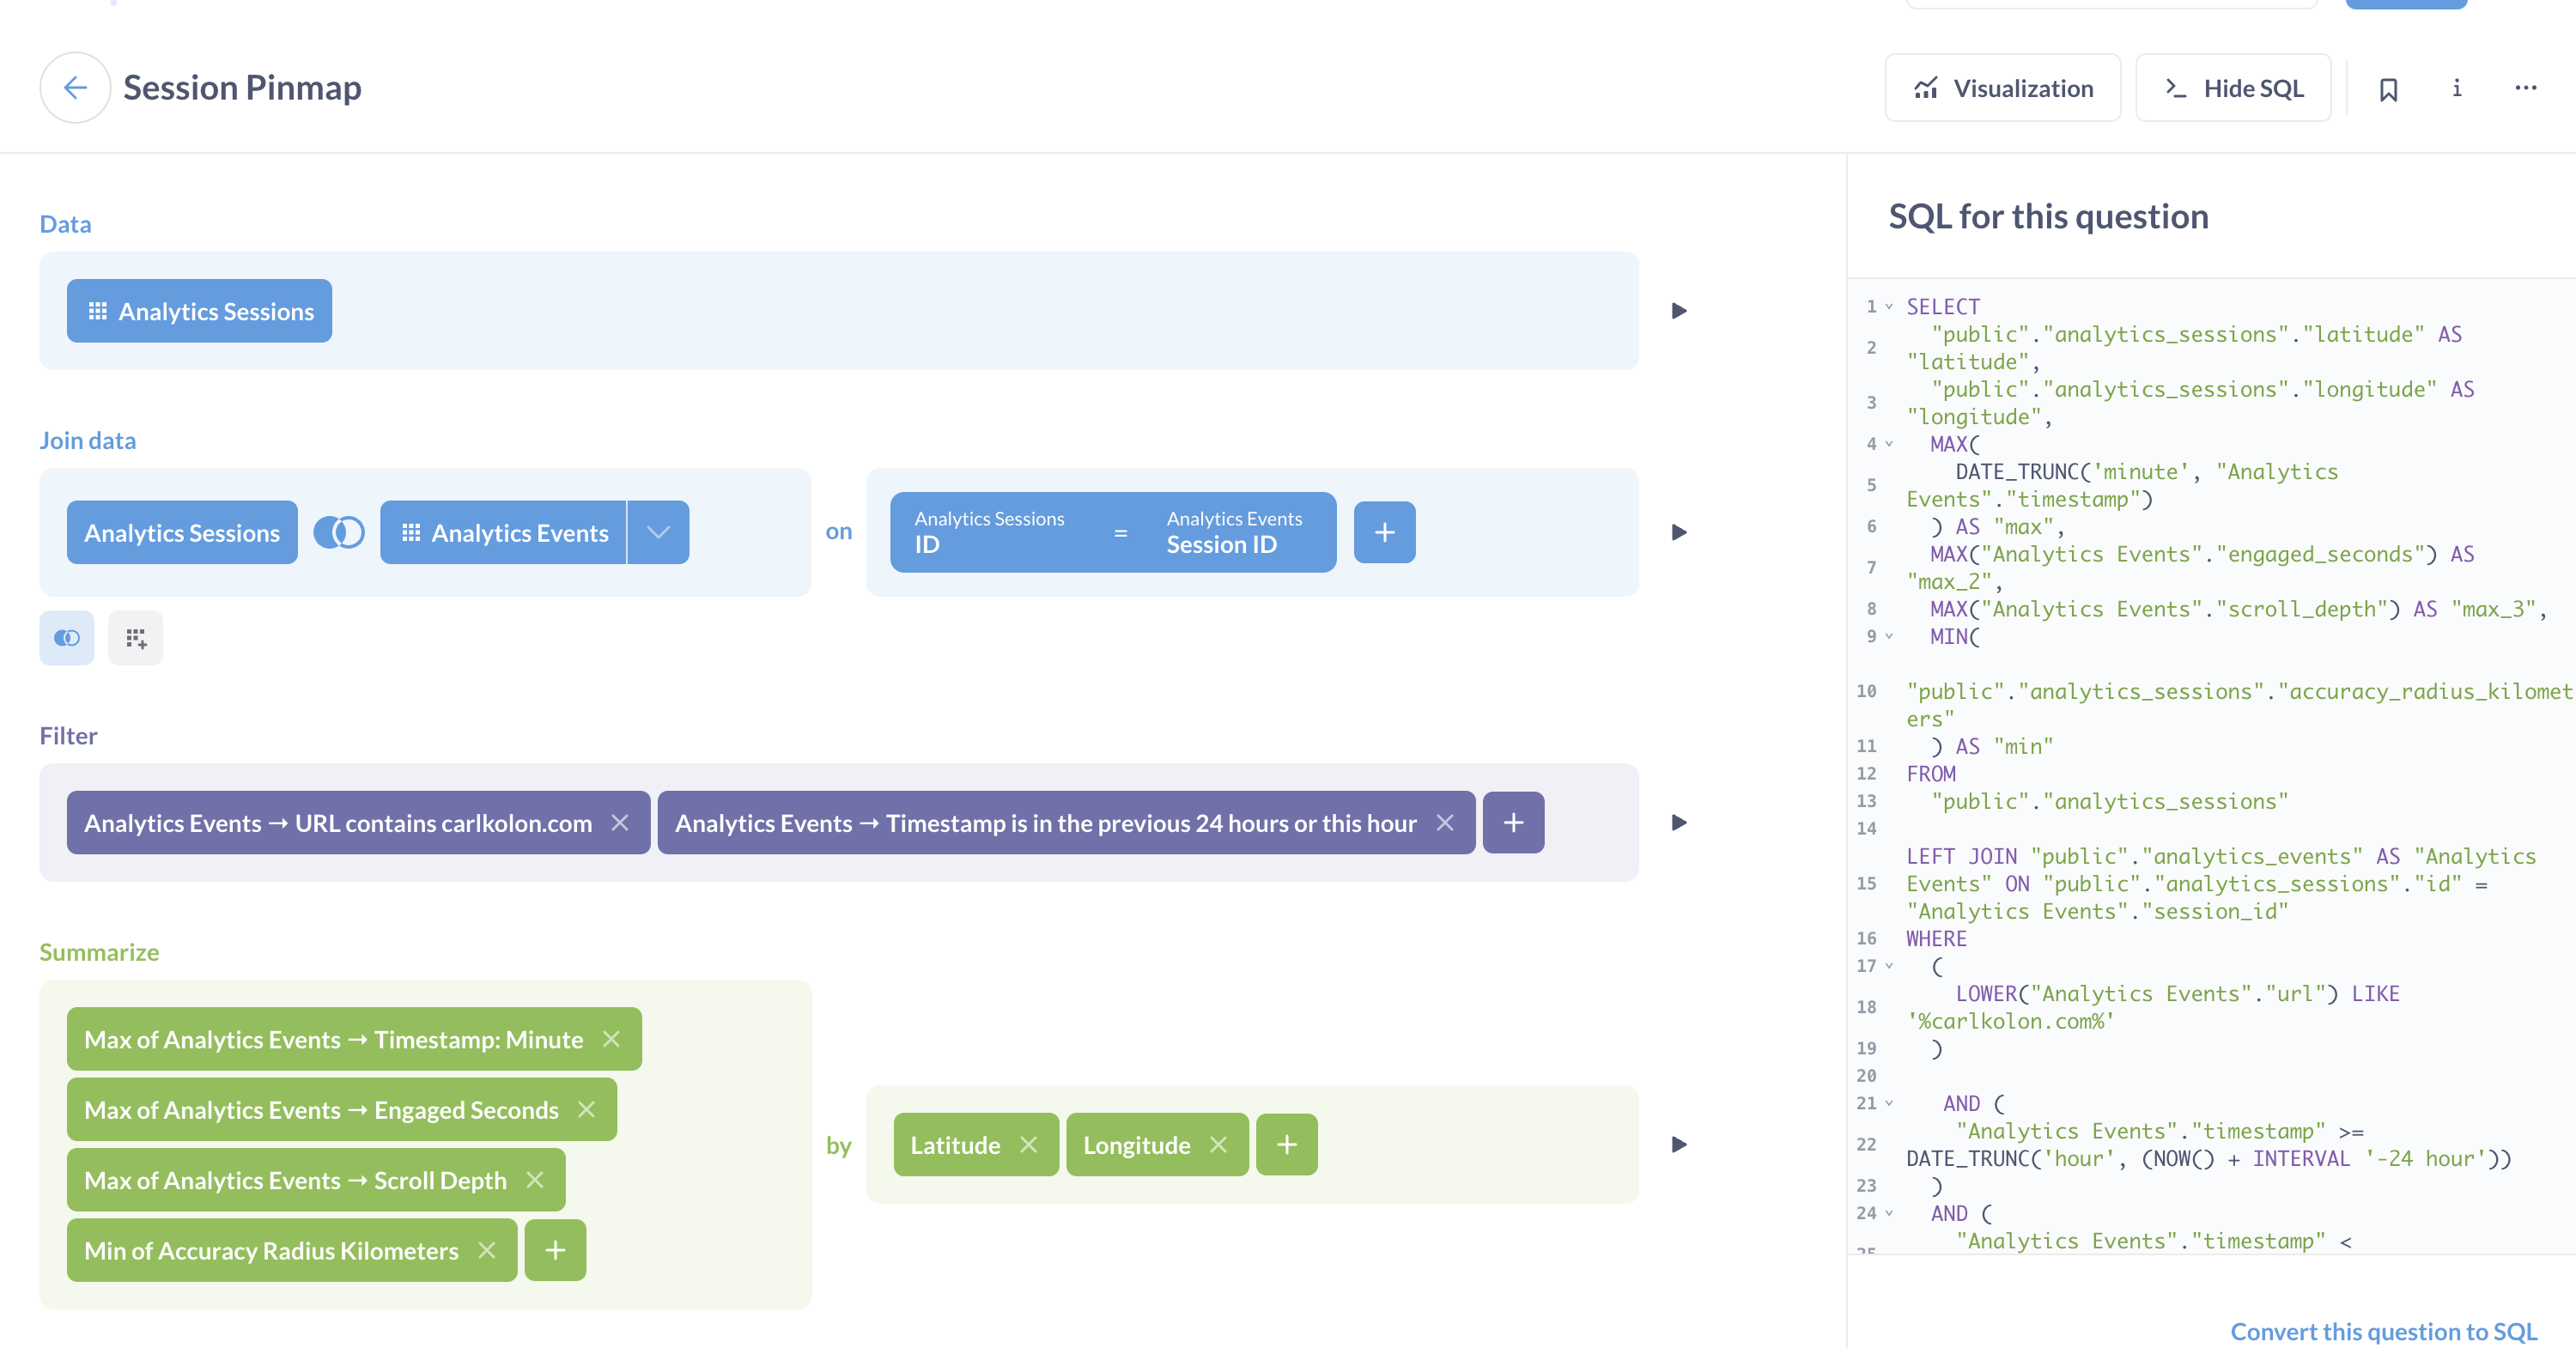 Session Pinmap
Visualization
Hide SQL
Data
Analytics Sessions
Join data
Analytics Sessions
Analytics Events
on
Analytics Sessions
ID
=
Analytics Events
Session ID
+
Filter
Analytics Events → URL contains carlkolon.com
Analytics Events → Timestamp is in the previous 24 hours or this hour
+
Summarize
Max of Analytics Events → Timestamp: Minute
Max of Analytics Events → Engaged Seconds
Max of Analytics Events → Scroll Depth
Min of Accuracy Radius Kilometers
+
by
Latitude
Longitude
+
SQL for this question
1 SELECT
2 "public"."analytics_sessions"."latitude" AS
"latitude",
3 "public"."analytics_sessions"."longitude" AS
"longitude",
4 MAX(
5 DATE_TRUNC('minute', "Analytics
Events"."timestamp")
6 ) AS "max",
7 MAX("Analytics Events"."engaged_seconds") AS
"max_2",
8 MAX("Analytics Events"."scroll_depth") AS "max_3",
9 MIN(
10 "public"."analytics_sessions"."accuracy_radius_kilomet
ers"
11 ) AS "min"
12 FROM
13 "public"."analytics_sessions"
14
15 LEFT JOIN "public"."analytics_events" AS "Analytics
Events" ON "public"."analytics_sessions"."id" =
"Analytics Events"."session_id"
16 WHERE
17 (
18 LOWER("Analytics Events"."url") LIKE
'%carlkolon.com%'
19 )
20
21 AND (
22 "Analytics Events"."timestamp" >=
DATE_TRUNC('hour', (NOW() + INTERVAL '-24 hour'))
23 )
24 AND (
25 "Analytics Events"."timestamp" <
Convert this question to SQL